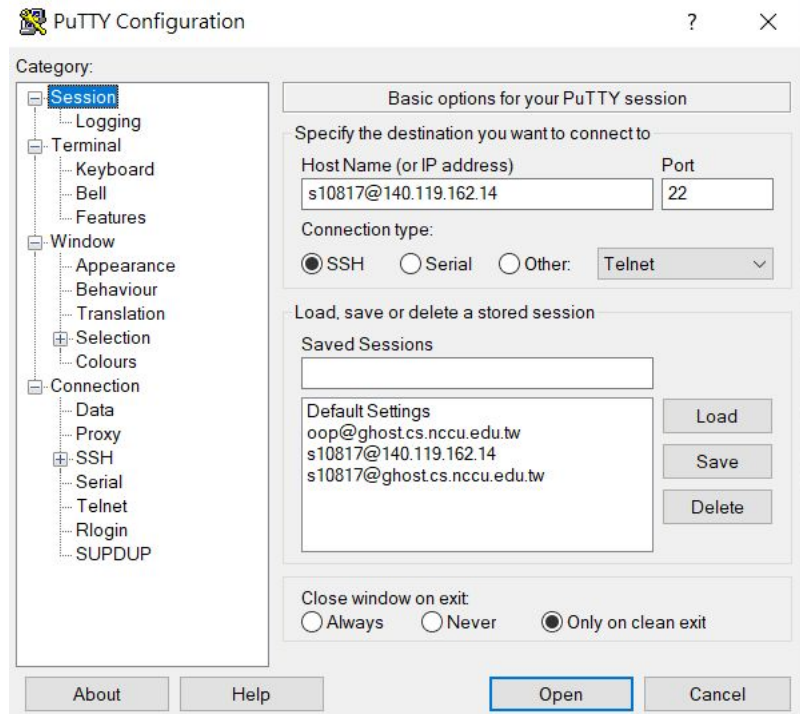 PuTTY Configuration
?
Category:
Session
Logging
Terminal
Keyboard
Bell
Features
Window
Appearance
Behaviour
Translation
Selection
Colours
Connection
Data
Proxy
SSH
Serial
Telnet
Rlogin
SUPDUP
Basic options for your PuTTY session
Specify the destination you want to connect to
Host Name (or IP address) Port
s10817@140.119.162.14 22
Connection type:
SSH Serial Other: Telnet
Load, save or delete a stored session
Saved Sessions
Default Settings
oop@ghost.cs.nccu.edu.tw
s10817@140.119.162.14
s10817@ghost.cs.nccu.edu.tw
Load
Save
Delete
Close window on exit:
Always Never Only on clean exit
About Help Open Cancel